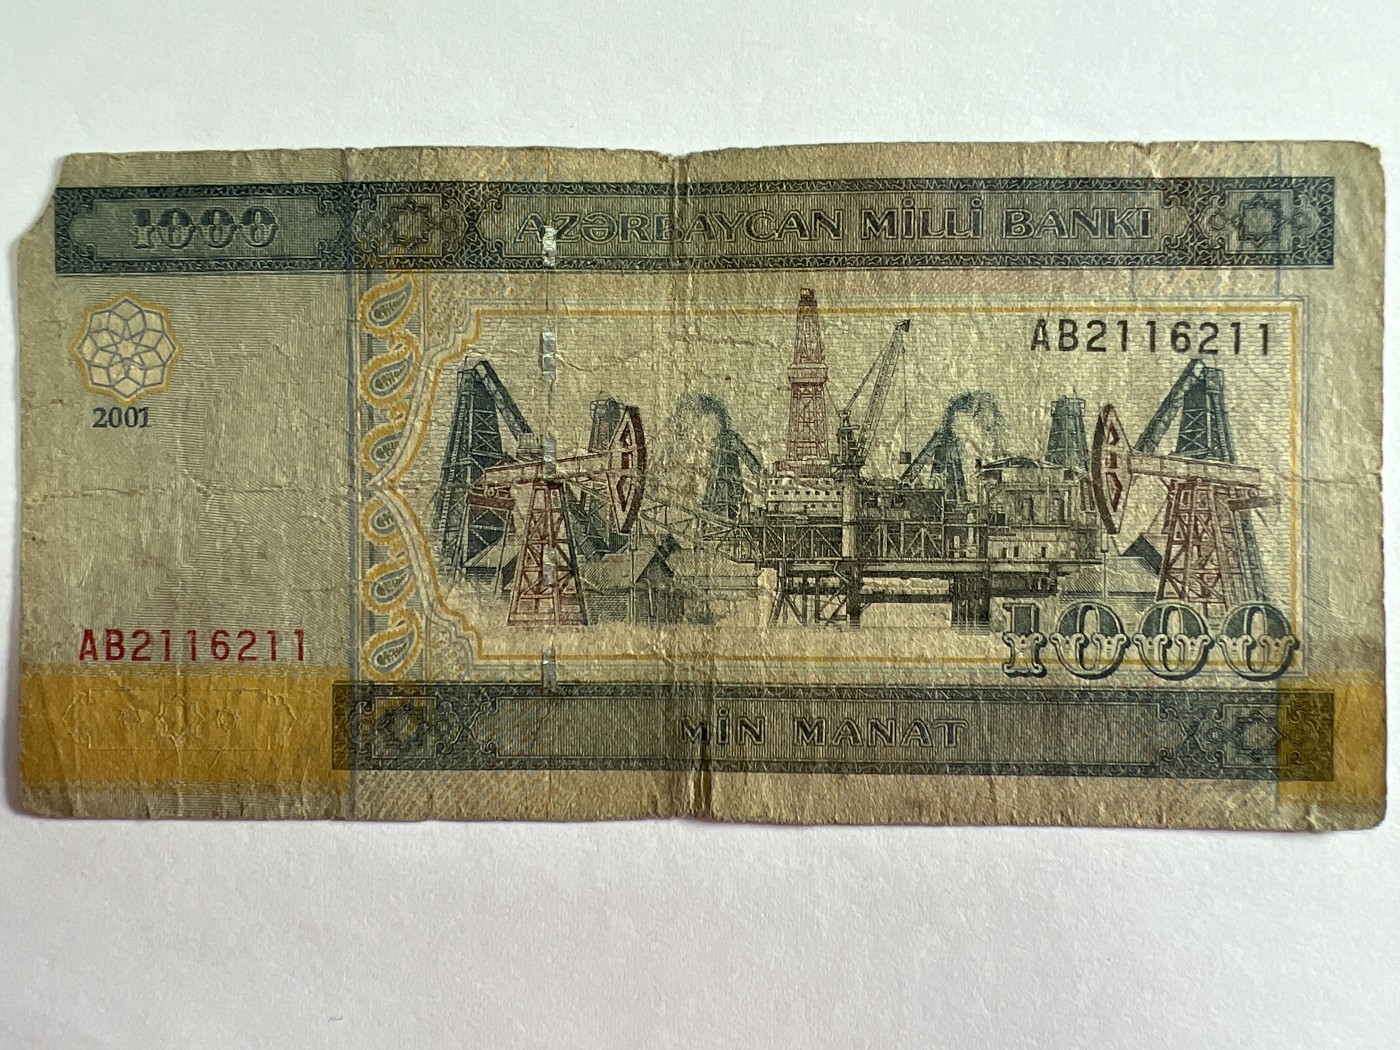 1000
AZƏRBAYCAN MİLLİ BANKI
AB2116211
2001
1000
AB2116211
MİN MANAT